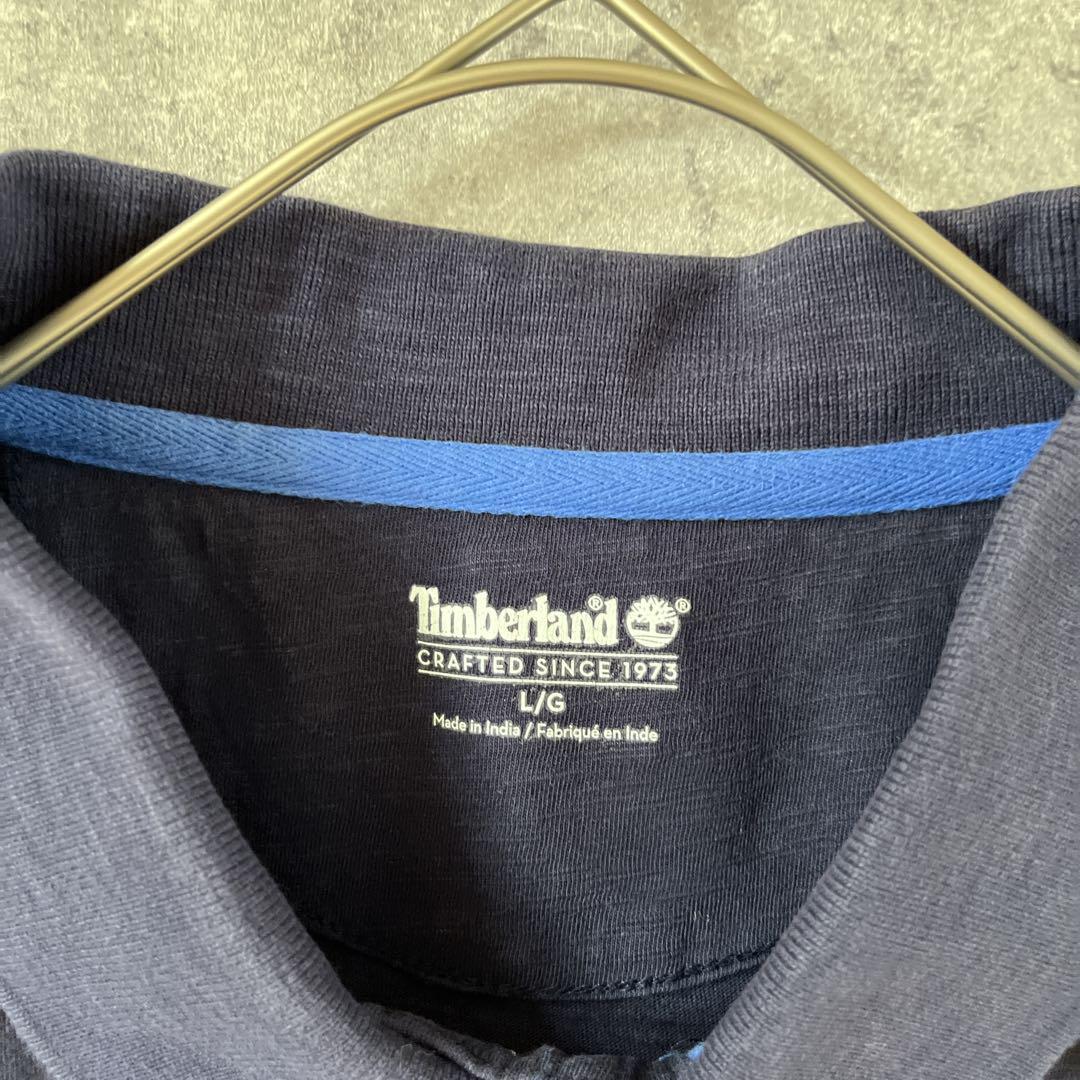 Timberland® ®
CRAFTED SINCE 1973
L/G
Made in India / Fabriqué en Inde